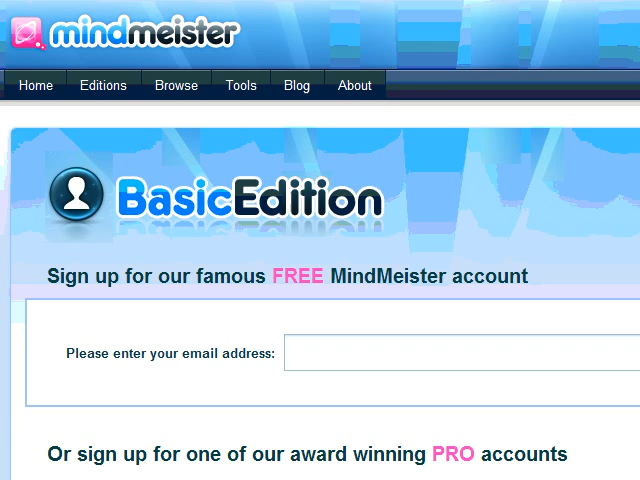 mindmeister
Home Editions Browse Tools Blog About
BasicEdition
Sign up for our famous FREE MindMeister account
Please enter your email address:
Or sign up for one of our award winning PRO accounts